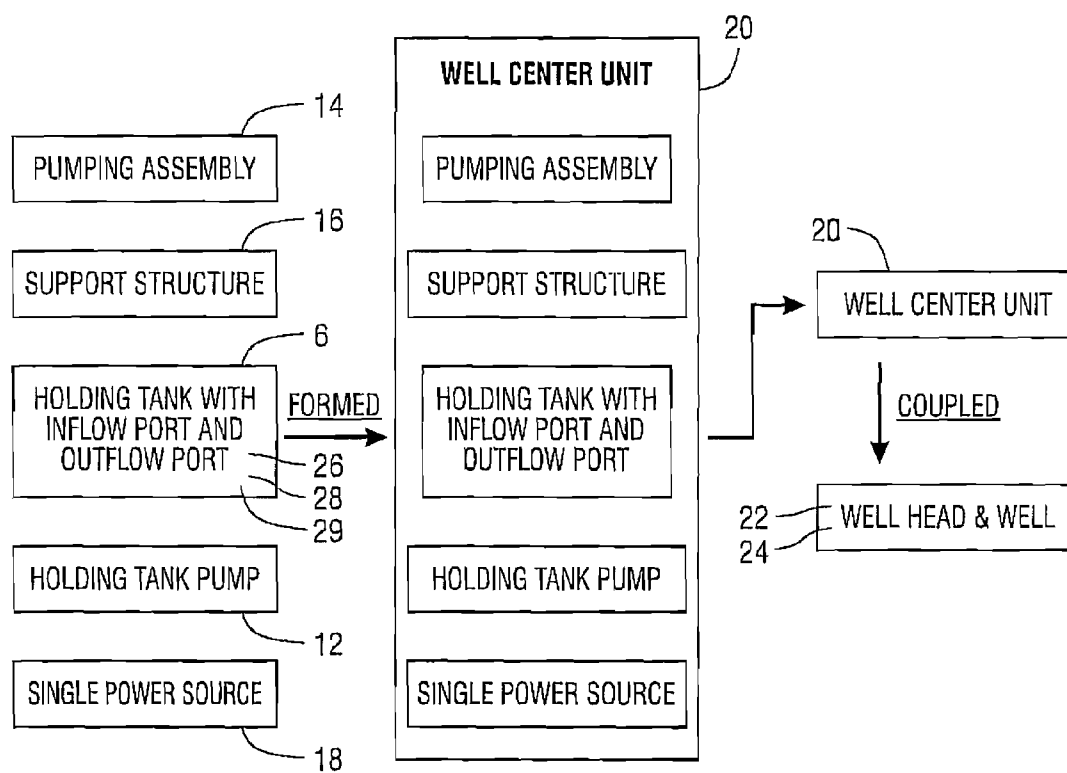 20
WELL CENTER UNIT
14
PUMPING ASSEMBLY
PUMPING ASSEMBLY
16
SUPPORT STRUCTURE
SUPPORT STRUCTURE
20
WELL CENTER UNIT
6
HOLDING TANK WITH
INFLOW PORT AND
OUTFLOW PORT
26
28
29
FORMED
HOLDING TANK WITH
INFLOW PORT AND
OUTFLOW PORT
COUPLED
22
24
WELL HEAD & WELL
HOLDING TANK PUMP
12
HOLDING TANK PUMP
SINGLE POWER SOURCE
18
SINGLE POWER SOURCE